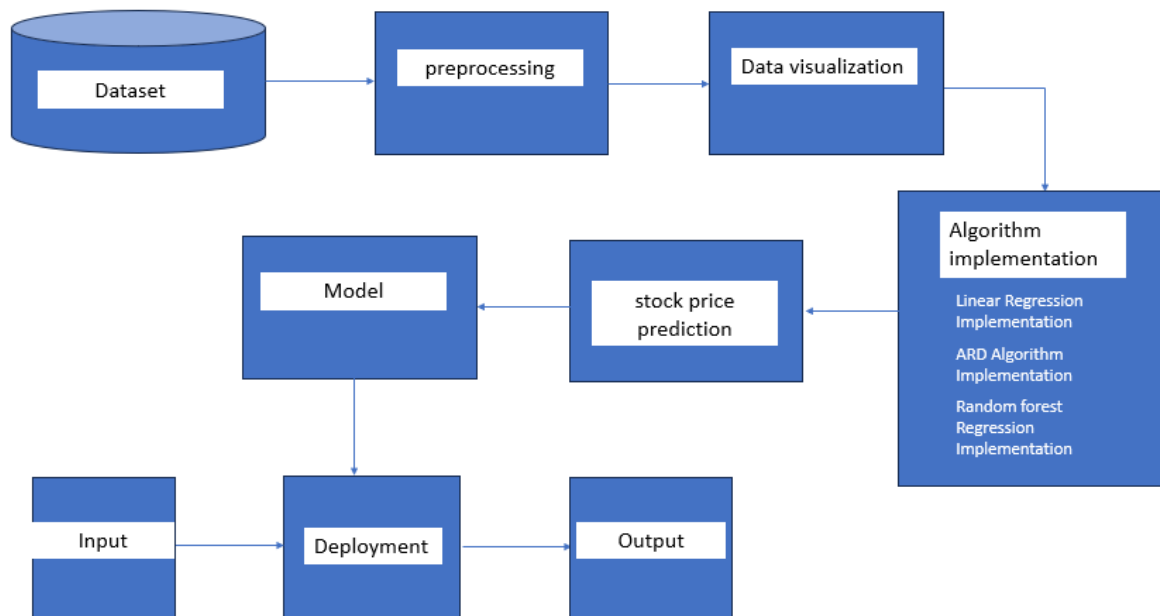 Dataset
preprocessing
Data visualization
Algorithm
implementation
Linear Regression
Implementation
ARD Algorithm
Implementation
Random forest
Regression
Implementation
stock price
prediction
Model
Input
Deployment
Output